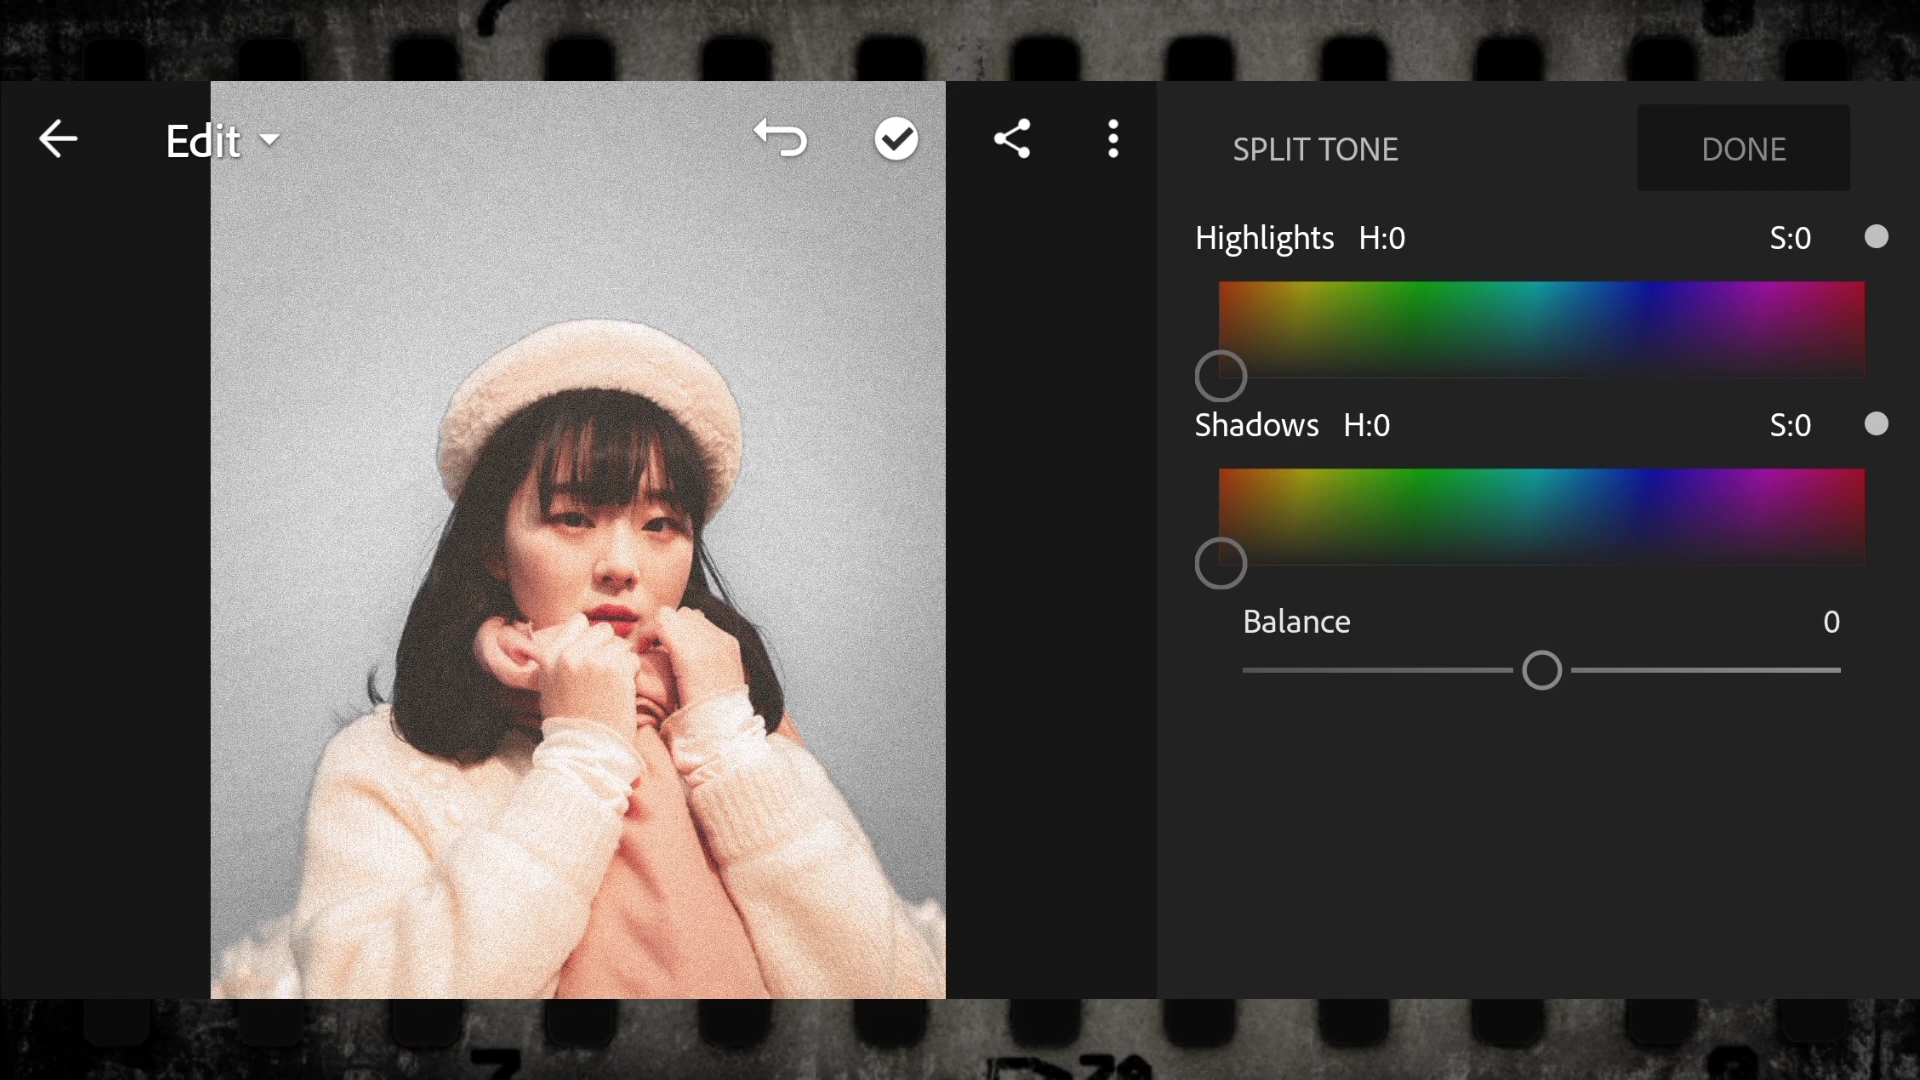 Edit
SPLIT TONE
DONE
Highlights H:0 S:0
Shadows H:0 S:0
Balance 0